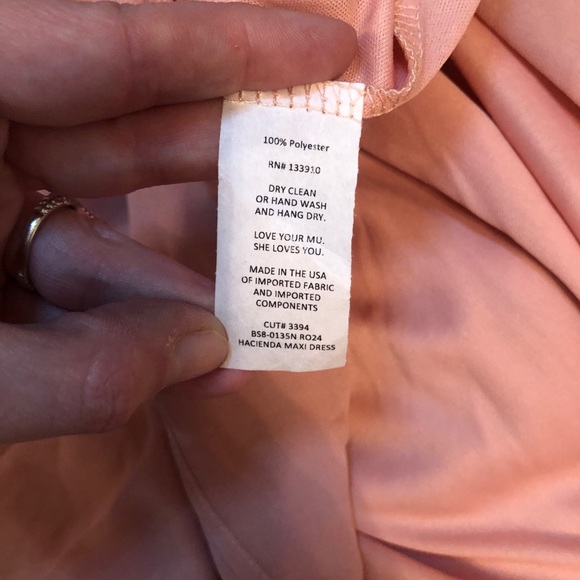 100% Polyester
RN# 133910
DRY CLEAN
OR HAND WASH
AND HANG DRY.
LOVE YOUR MU.
SHE LOVES YOU.
MADE IN THE USA
OF IMPORTED FABRIC
AND IMPORTED
COMPONENTS
CUT# 3394
BS8-0135N RO24
HACIENDA MAXI DRESS